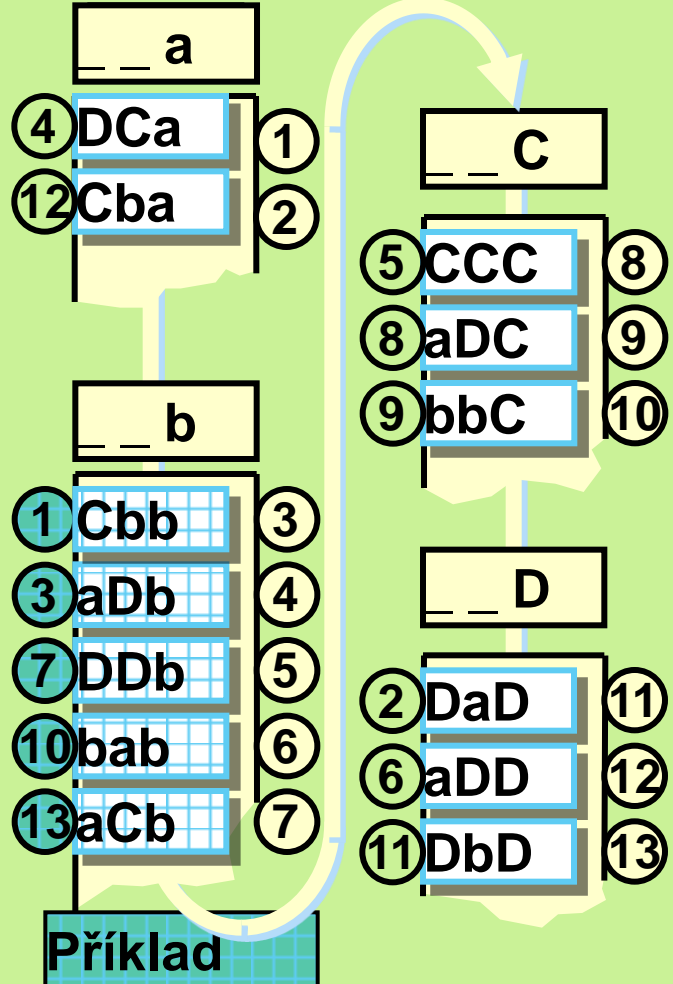 _ _ a
4 DCa 1
12 Cba 2
_ _ b
1 Cbb 3
3 aDb 4
7 DDb 5
10 bab 6
13 aCb 7
Příklad
_ _ C
5 CCC 8
8 aDC 9
9 bbC 10
_ _ D
2 DaD 11
6 aDD 12
11 DbD 13